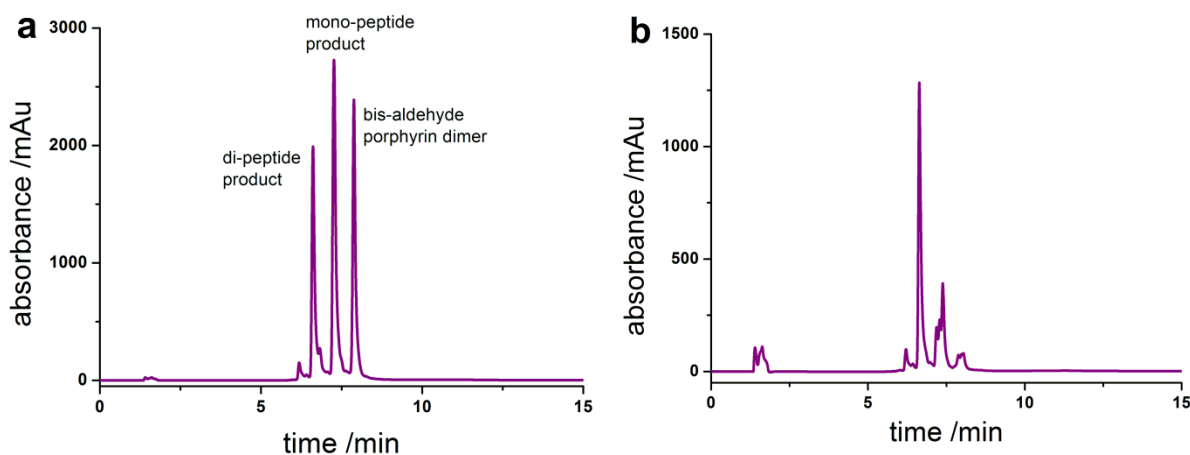 a
mono-peptide
product
bis-aldehyde
porphyrin dimer
di-peptide
product
3000
2000
1000
0
absorbance /mAu
0
5
10
15
time /min
b
1500
1000
500
0
absorbance /mAu
0
5
10
15
time /min